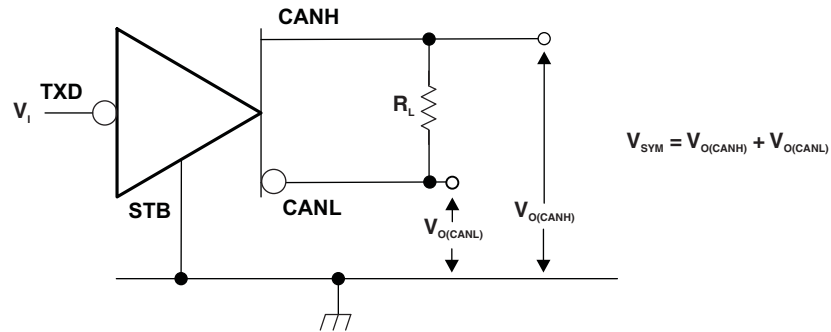 CANH
TXD
V_I
R_L
V_SYM = V_O(CANH) + V_O(CANL)
STB
CANL
V_O(CANL)
V_O(CANH)